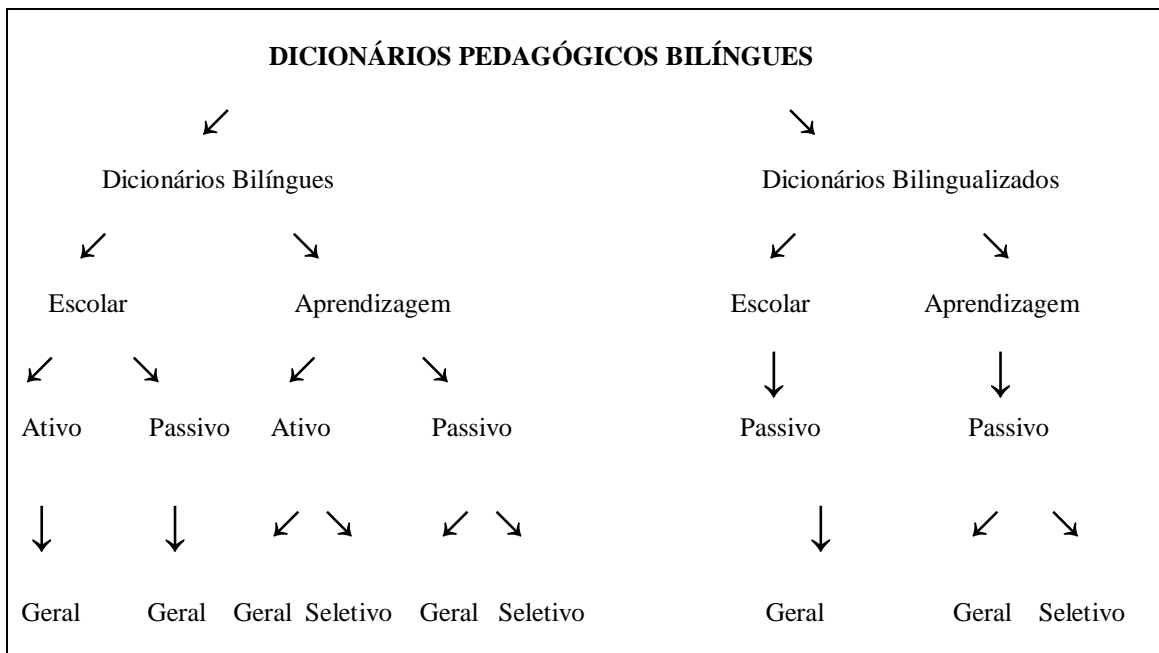 DICIONÁRIOS PEDAGÓGICOS BILÍNGUES
Dicionários Bilíngues Dicionários Bilingualizados
Escolar Aprendizagem Escolar Aprendizagem
Ativo Passivo Ativo Passivo Passivo Passivo
Geral Geral Geral Seletivo Geral Seletivo Geral Geral Seletivo